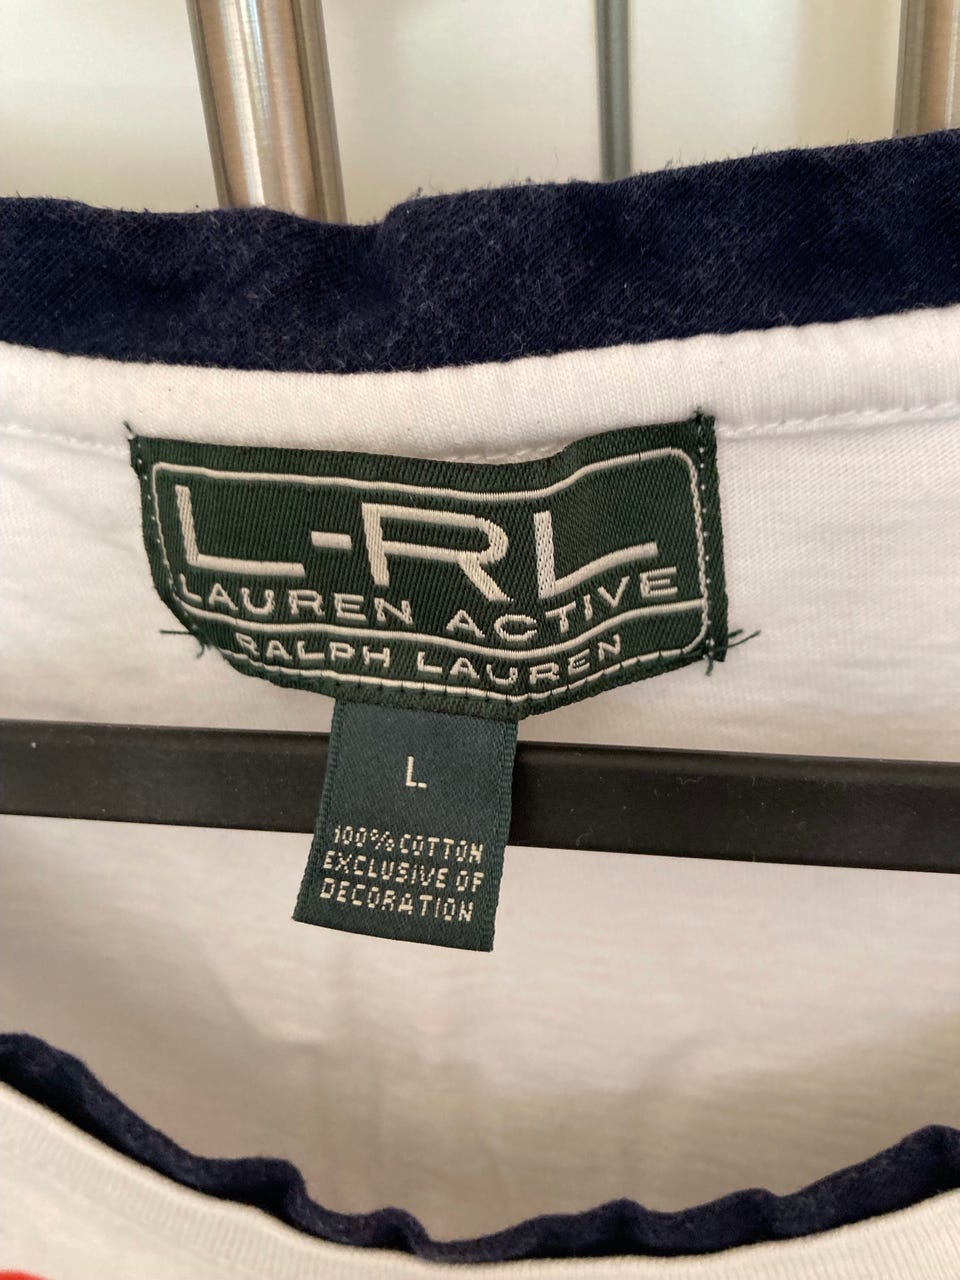 L-RL
LAUREN ACTIVE
RALPH LAUREN
L
100% COTTON
EXCLUSIVE OF
DECORATION